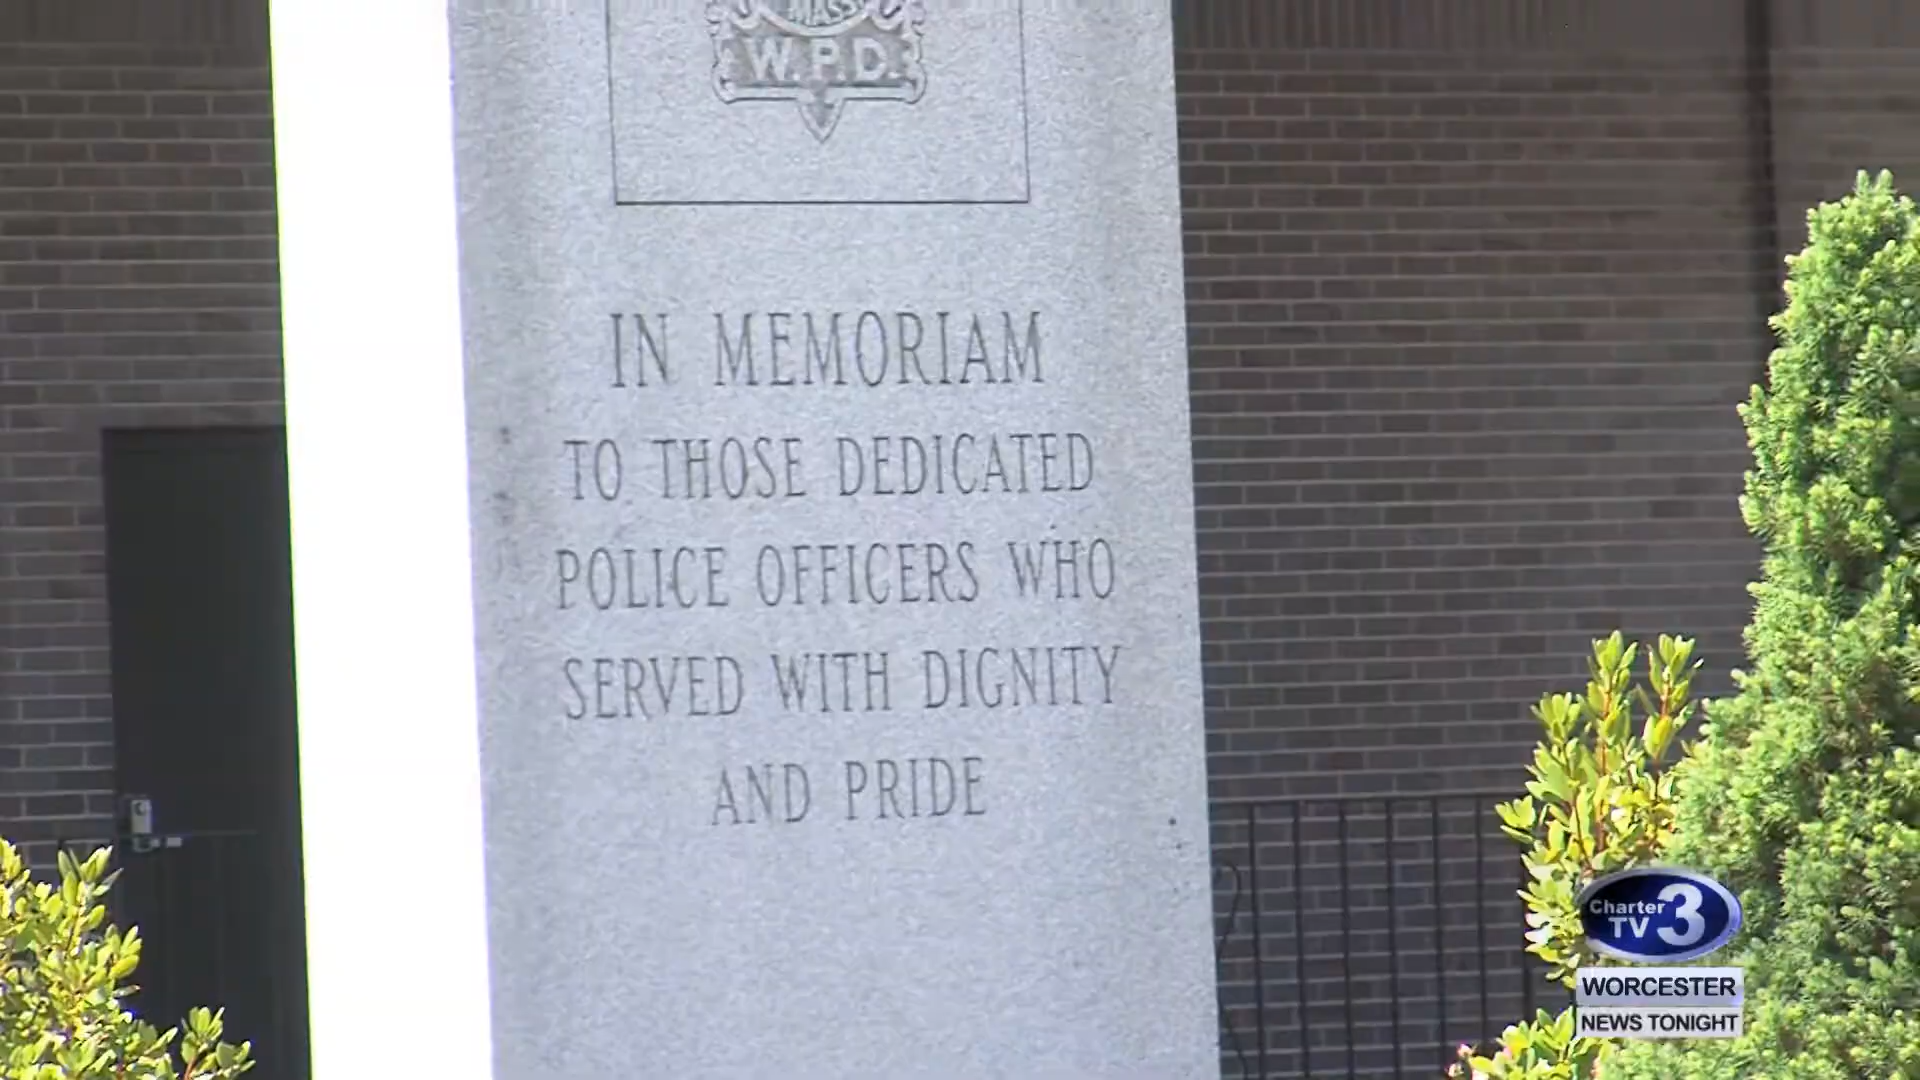 MASS
W.P.D.
IN MEMORIAM
TO THOSE DEDICATED
POLICE OFFICERS WHO
SERVED WITH DIGNITY
AND PRIDE
Charter
TV 3
WORCESTER
NEWS TONIGHT